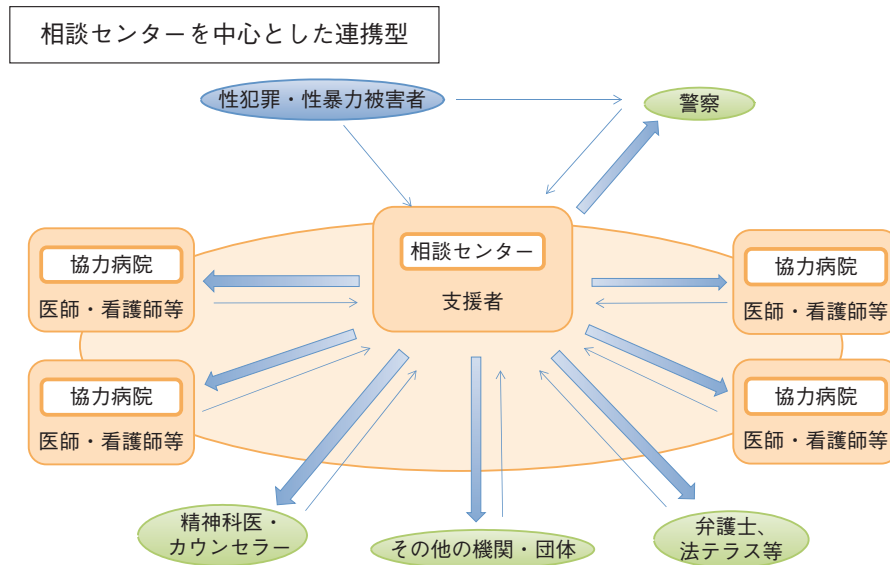 相談センターを中心とした連携型
性犯罪・性暴力被害者
警察
相談センター
支援者
協力病院
医師・看護師等
協力病院
医師・看護師等
協力病院
医師・看護師等
協力病院
医師・看護師等
精神科医・
カウンセラー
その他の機関・団体
弁護士、
法テラス等